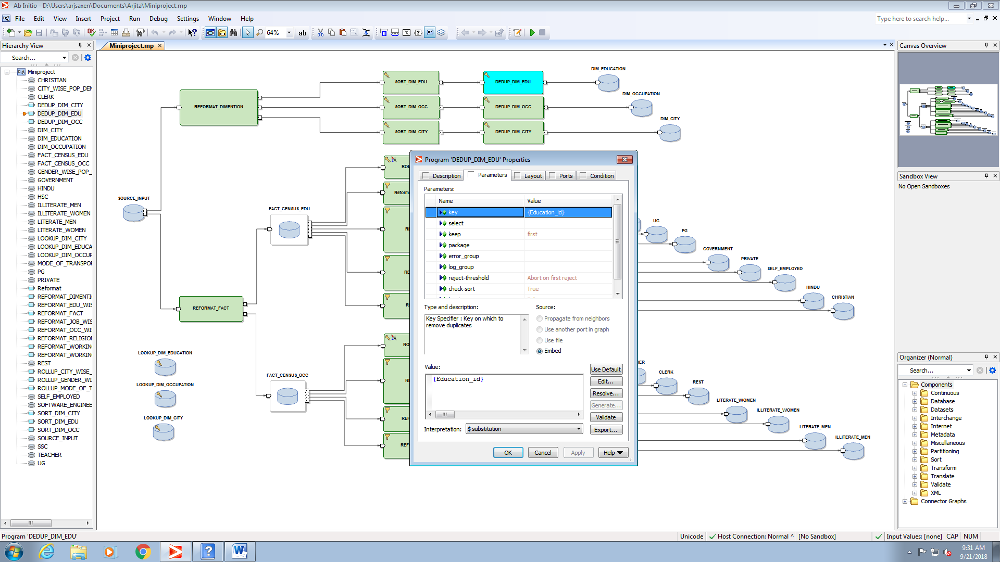 Ab Initio - D:\Users\arjsaxen\Documents\Arjita\Miniproject.mp
File Edit View Insert Project Run Debug Settings Window Help
Type here to search help...
64%
ab
Hierarchy View
Search...
Miniproject
CHRISTIAN
CITY_WISE_POP_DEN
CLERK
DEDUP_DIM_CITY
DEDUP_DIM_EDU
DEDUP_DIM_OCC
DIM_CITY
DIM_EDUCATION
DIM_OCCUPATION
FACT_CENSUS_EDU
FACT_CENSUS_OCC
GENDER_WISE_POP_
GOVERNMENT
HINDU
HSC
ILLITERATE_MEN
ILLITERATE_WOMEN
LITERATE_MEN
LITERATE_WOMEN
LOOKUP_DIM_CITY
LOOKUP_DIM_EDUCA
LOOKUP_DIM_OCCUP
MODE_OF_TRANSPOR
PG
PRIVATE
Reformat
REFORMAT_DIMENTI
REFORMAT_EDU_WIS
REFORMAT_FACT
REFORMAT_JOB_WIS
REFORMAT_OCC_WI
REFORMAT_RELIGION
REFORMAT_WORKIN
REFORMAT_WORKIN
REST
ROLLUP_CITY_WISE_
ROLLUP_GENDER_WI
ROLLUP_MODE_OF_T
SELF_EMPLOYED
SOFTWARE_ENGINEE
SORT_DIM_CITY
SORT_DIM_EDU
SORT_DIM_OCC
SOURCE_INPUT
SSC
TEACHER
UG
Miniproject.mp
REFORMAT_DIMENTION
SORT_DIM_EDU
DEDUP_DIM_EDU
DIM_EDUCATION
SORT_DIM_OCC
DEDUP_DIM_OCC
DIM_OCCUPATION
SORT_DIM_CITY
DEDUP_DIM_CITY
DIM_CITY
SOURCE_INPUT
FACT_CENSUS_EDU
ROL
Reforma
RE
RE
RI
REFORMAT_FACT
FACT_CENSUS_OCC
RO
RE
REF
REFO
LOOKUP_DIM_EDUCATION
LOOKUP_DIM_OCCUPATION
LOOKUP_DIM_CITY
UG
PG
GOVERNMENT
PRIVATE
SELF_EMPLOYED
HINDU
CHRISTIAN
HER
CLERK
REST
LITERATE_WOMEN
ILLITERATE_WOMEN
LITERATE_MEN
ILLITERATE_MEN
Program 'DEDUP_DIM_EDU' Properties
Description Parameters Layout Ports Condition
Parameters:
Name Value
key {Education_id}
select
keep first
package
error_group
log_group
reject-threshold Abort on first reject
check-sort True
Type and description:
Key Specifier : Key on which to
remove duplicates
Source:
Propagate from neighbors
Use another port in graph
Use file
Embed
Value:
{Education_id}
Use Default
Edit...
Resolve...
Generate...
Validate
Export...
Interpretation: $ substitution
OK Cancel Apply Help
Canvas Overview
Sandbox View
No Open Sandboxes
Organizer (Normal)
Search...
Components
Continuous
Database
Datasets
Interchange
Internet
Metadata
Miscellaneous
Partitioning
Sort
Transform
Translate
Validate
XML
Connector Graphs
Program 'DEDUP_DIM_EDU'
Unicode
Host Connection: Normal ^
[No Sandbox]
Input Values: [none]
CAP
NUM
9:31 AM
9/21/2018